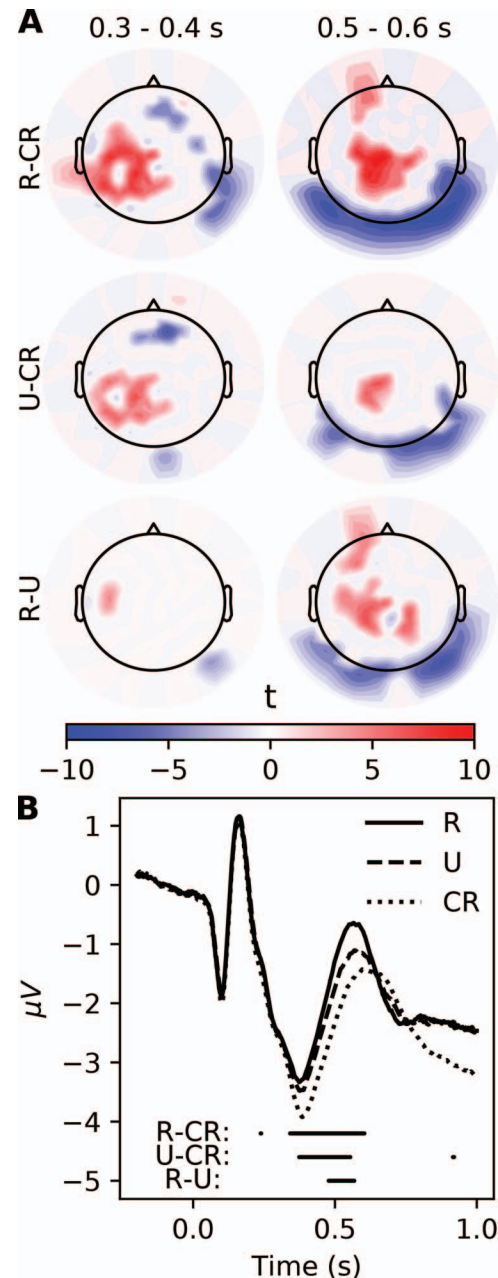 A
0.3 - 0.4 s 0.5 - 0.6 s
R-CR
U-CR
R-U
t
−10 −5 0 5 10
B
R
U
CR
1
0
−1
−2
−3
−4
−5
μV
R-CR:
U-CR:
R-U:
0.0 0.5 1.0
Time (s)